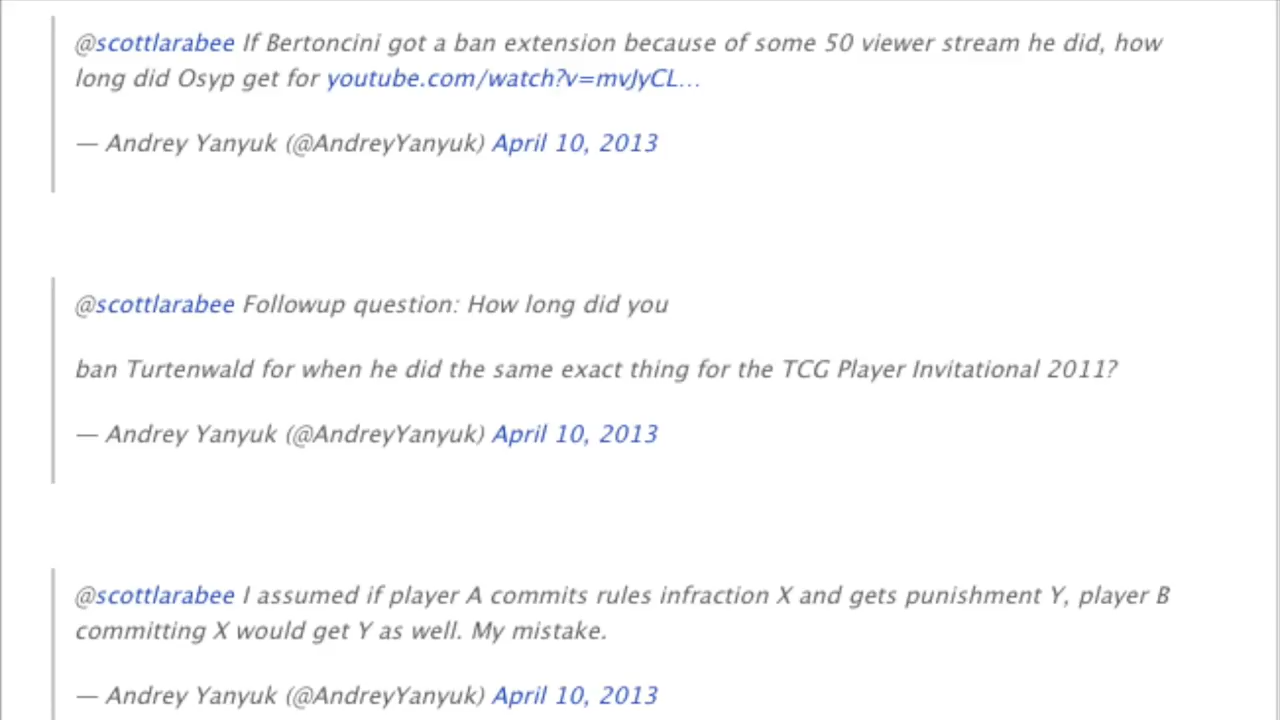 @scottlarabee If Bertoncini got a ban extension because of some 50 viewer stream he did, how
long did Osyp get for youtube.com/watch?v=mvJyCL...
— Andrey Yanyuk (@AndreyYanyuk) April 10, 2013
@scottlarabee Followup question: How long did you
ban Turtenwald for when he did the same exact thing for the TCG Player Invitational 2011?
— Andrey Yanyuk (@AndreyYanyuk) April 10, 2013
@scottlarabee I assumed if player A commits rules infraction X and gets punishment Y, player B
committing X would get Y as well. My mistake.
— Andrey Yanyuk (@AndreyYanyuk) April 10, 2013